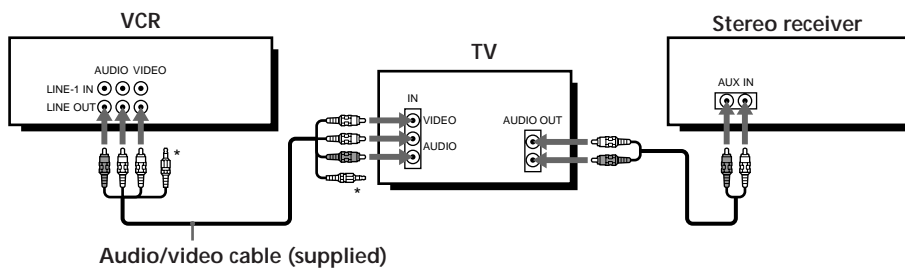 VCR
AUDIO VIDEO
LINE-1 IN
LINE OUT
*
Audio/video cable (supplied)
TV
IN
VIDEO
AUDIO
*
AUDIO OUT
Stereo receiver
AUX IN